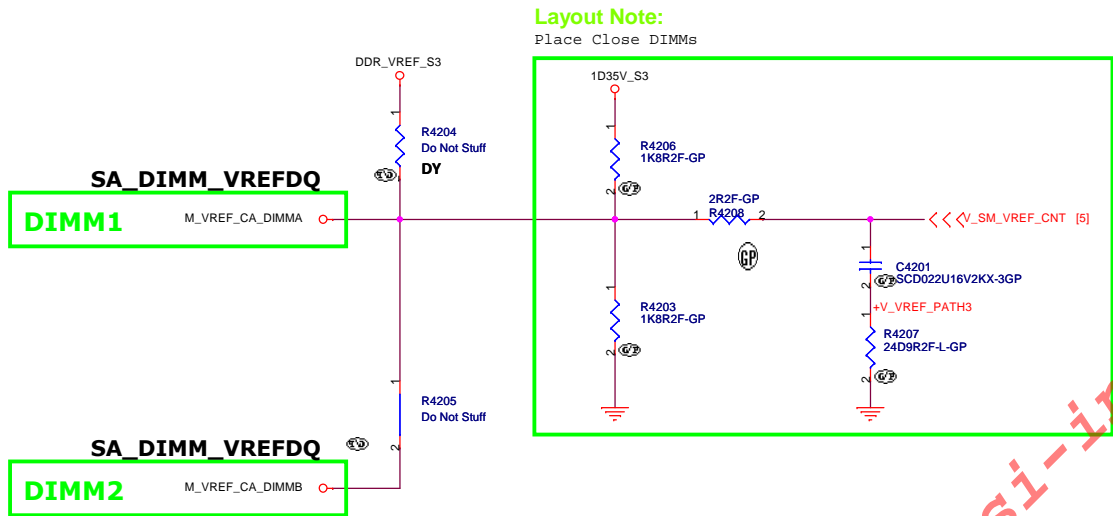 Layout Note:
Place Close DIMMs
DDR_VREF_S3
1D35V_S3
1
R4204
Do Not Stuff
DY
2
1
R4206
1K8R2F-GP
2
SA_DIMM_VREFDQ
DIMM1
M_VREF_CA_DIMMA
2R2F-GP
1
2
R4208
GP
V_SM_VREF_CNT [5]
1
C4201
SCD022U16V2KX-3GP
2
+V_VREF_PATH3
1
R4203
1K8R2F-GP
2
1
R4207
24D9R2F-L-GP
2
1
R4205
Do Not Stuff
2
SA_DIMM_VREFDQ
DIMM2
M_VREF_CA_DIMMB